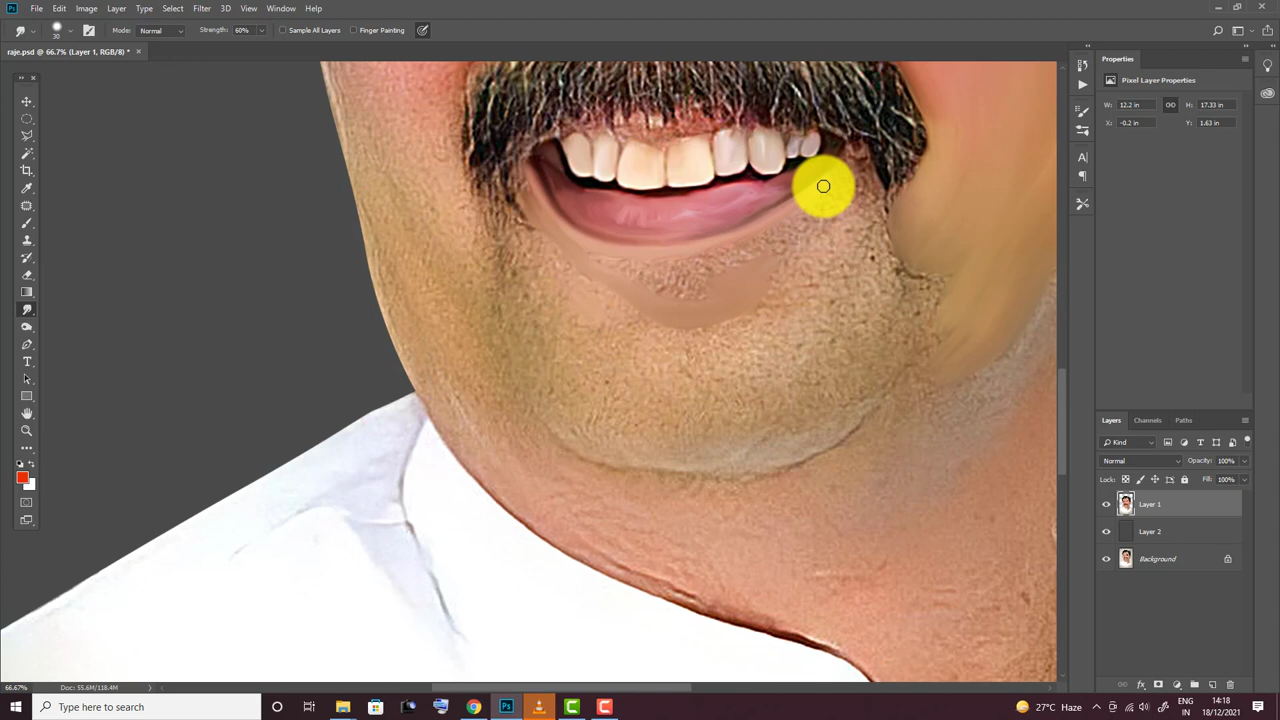 File Edit Image Layer Type Select Filter 3D View Window Help
30 Mode: Normal Strength: 60% Sample All Layers Finger Painting
raje.psd @ 66.7% (Layer 1, RGB/8) *
Properties
Pixel Layer Properties
W: 12.2 in H: 17.33 in
X: -0.2 in Y: 1.63 in
Layers Channels Paths
Kind
Normal Opacity: 100%
Lock: Fill: 100%
Layer 1
Layer 2
Background
66.67% Doc: 55.6M/118.4M
Type here to search
27°C Haze
ENG
IN
14:18
18/12/2021